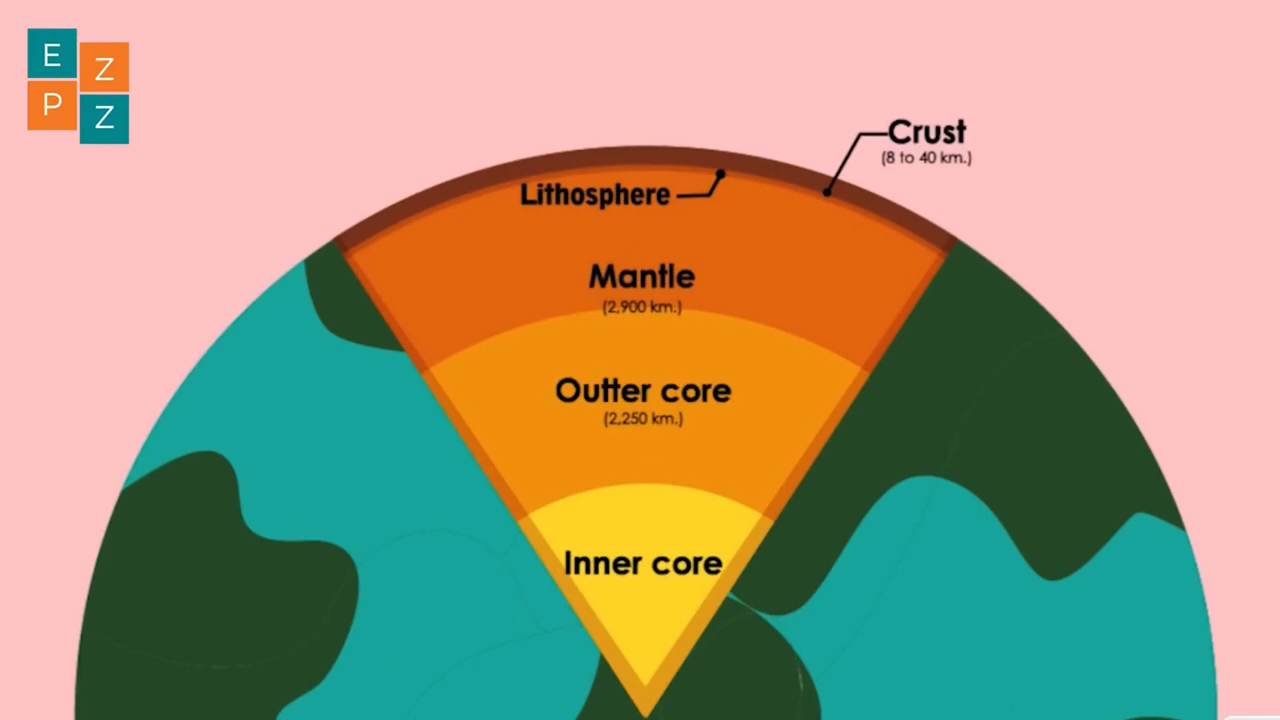 E Z
P Z
Crust
(8 to 40 km.)
Lithosphere
Mantle
(2,900 km.)
Outter core
(2,250 km.)
Inner core